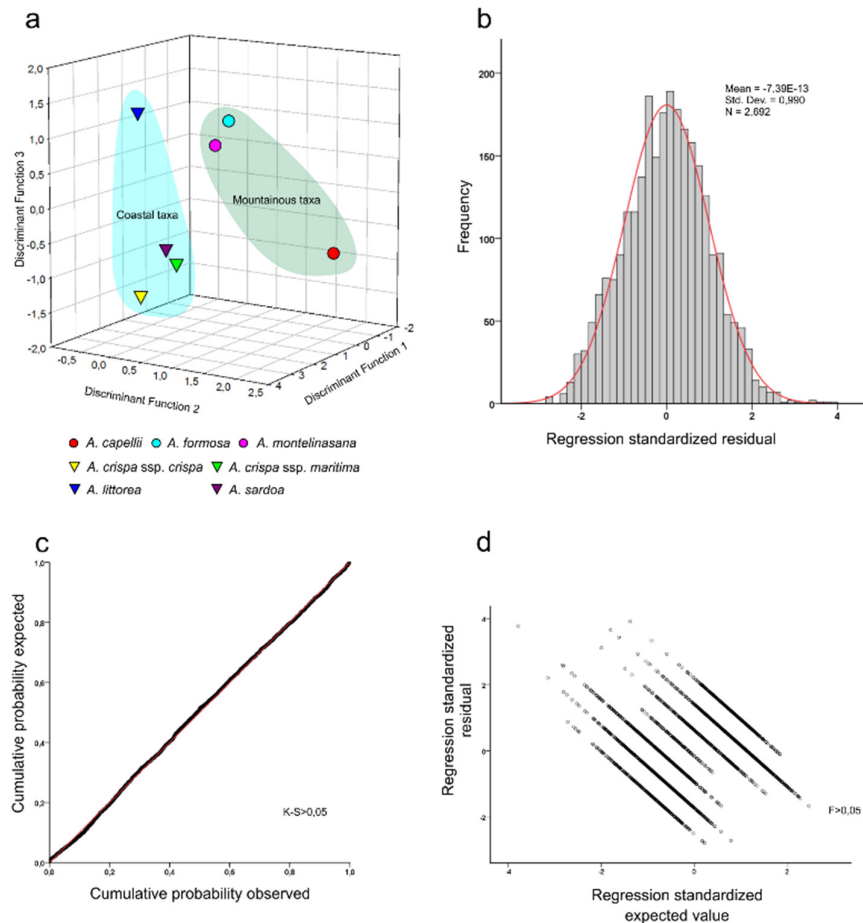 a
2,0
1,5
1,0
0,5
0,0
-0,5
-1,0
-1,5
-2,0
Discriminant Function 3
-0,5
0,0
0,5
1,0
1,5
2,0
2,5
Discriminant Function 2
4
3
2
1
0
-1
-2
Discriminant Function 1
Coastal taxa
Mountainous taxa
A. capellii
A. formosa
A. montelinasana
A. crispa ssp. crispa
A. crispa ssp. maritima
A. littorea
A. sardoa
b
200
150
100
50
0
Frequency
Mean = -7.39E-13
Std. Dev. = 0,990
N = 2,692
-2
0
2
4
Regression standardized residual
c
1,0
0,8
0,6
0,4
0,2
0,0
Cumulative probability expected
K-S>0,05
0,0
0,2
0,4
0,6
0,8
1,0
Cumulative probability observed
d
4
2
0
-2
Regression standardized
residual
F>0,05
-4
-2
0
2
Regression standardized
expected value